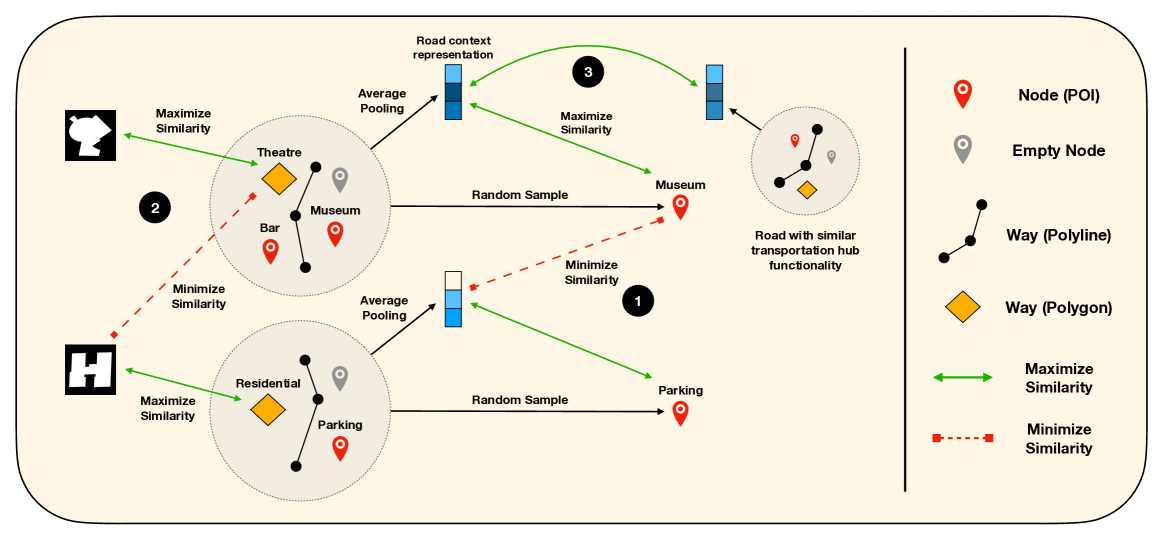 Road context
representation
3
Average
Pooling
Maximize
Similarity
Maximize
Similarity
Theatre
Museum
Bar
2
Random Sample
Museum
Road with similar
transportation hub
functionality
Minimize
Similarity
Minimize
Similarity
1
Average
Pooling
Residential
Parking
Maximize
Similarity
Random Sample
Parking
Node (POI)
Empty Node
Way (Polyline)
Way (Polygon)
Maximize
Similarity
Minimize
Similarity